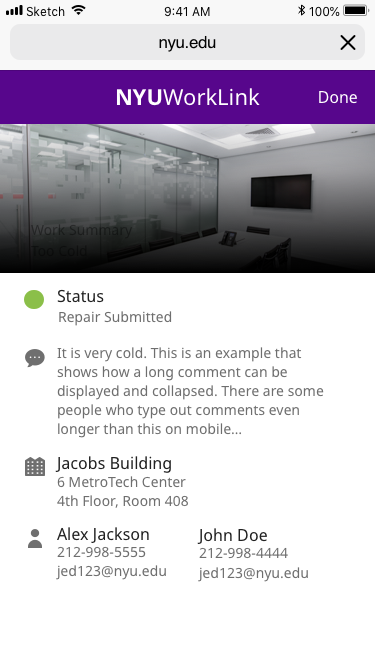 Sketch 9:41 AM 100%
nyu.edu
NYUWorkLink Done
Work Summary
Too Cold
Status
Repair Submitted
It is very cold. This is an example that
shows how a long comment can be
displayed and collapsed. There are some
people who type out comments even
longer than this on mobile...
Jacobs Building
6 MetroTech Center
4th Floor, Room 408
Alex Jackson John Doe
212-998-5555 212-998-4444
jed123@nyu.edu jed123@nyu.edu